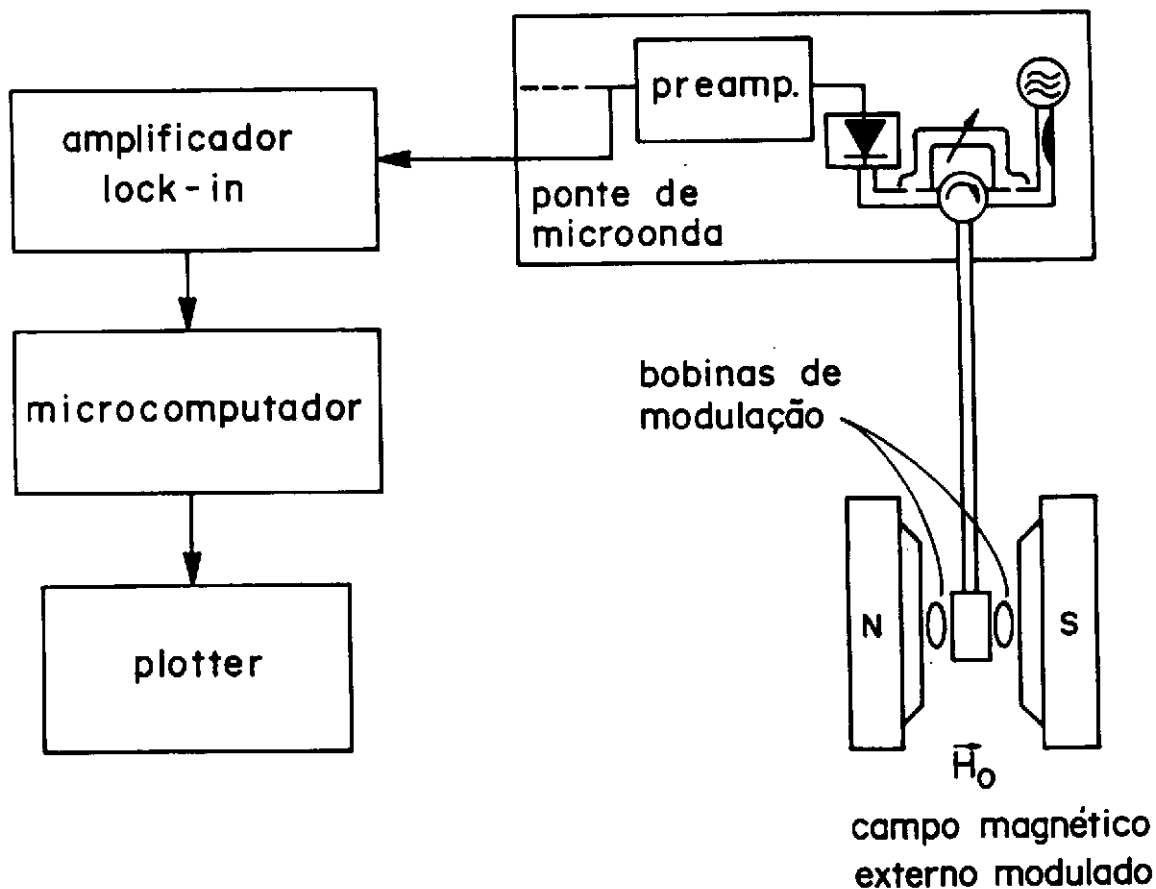 preamp.
amplificador
lock-in
ponte de
microonda
microcomputador
bobinas de
modulação
N
S
plotter
H₀
campo magnético
externo modulado